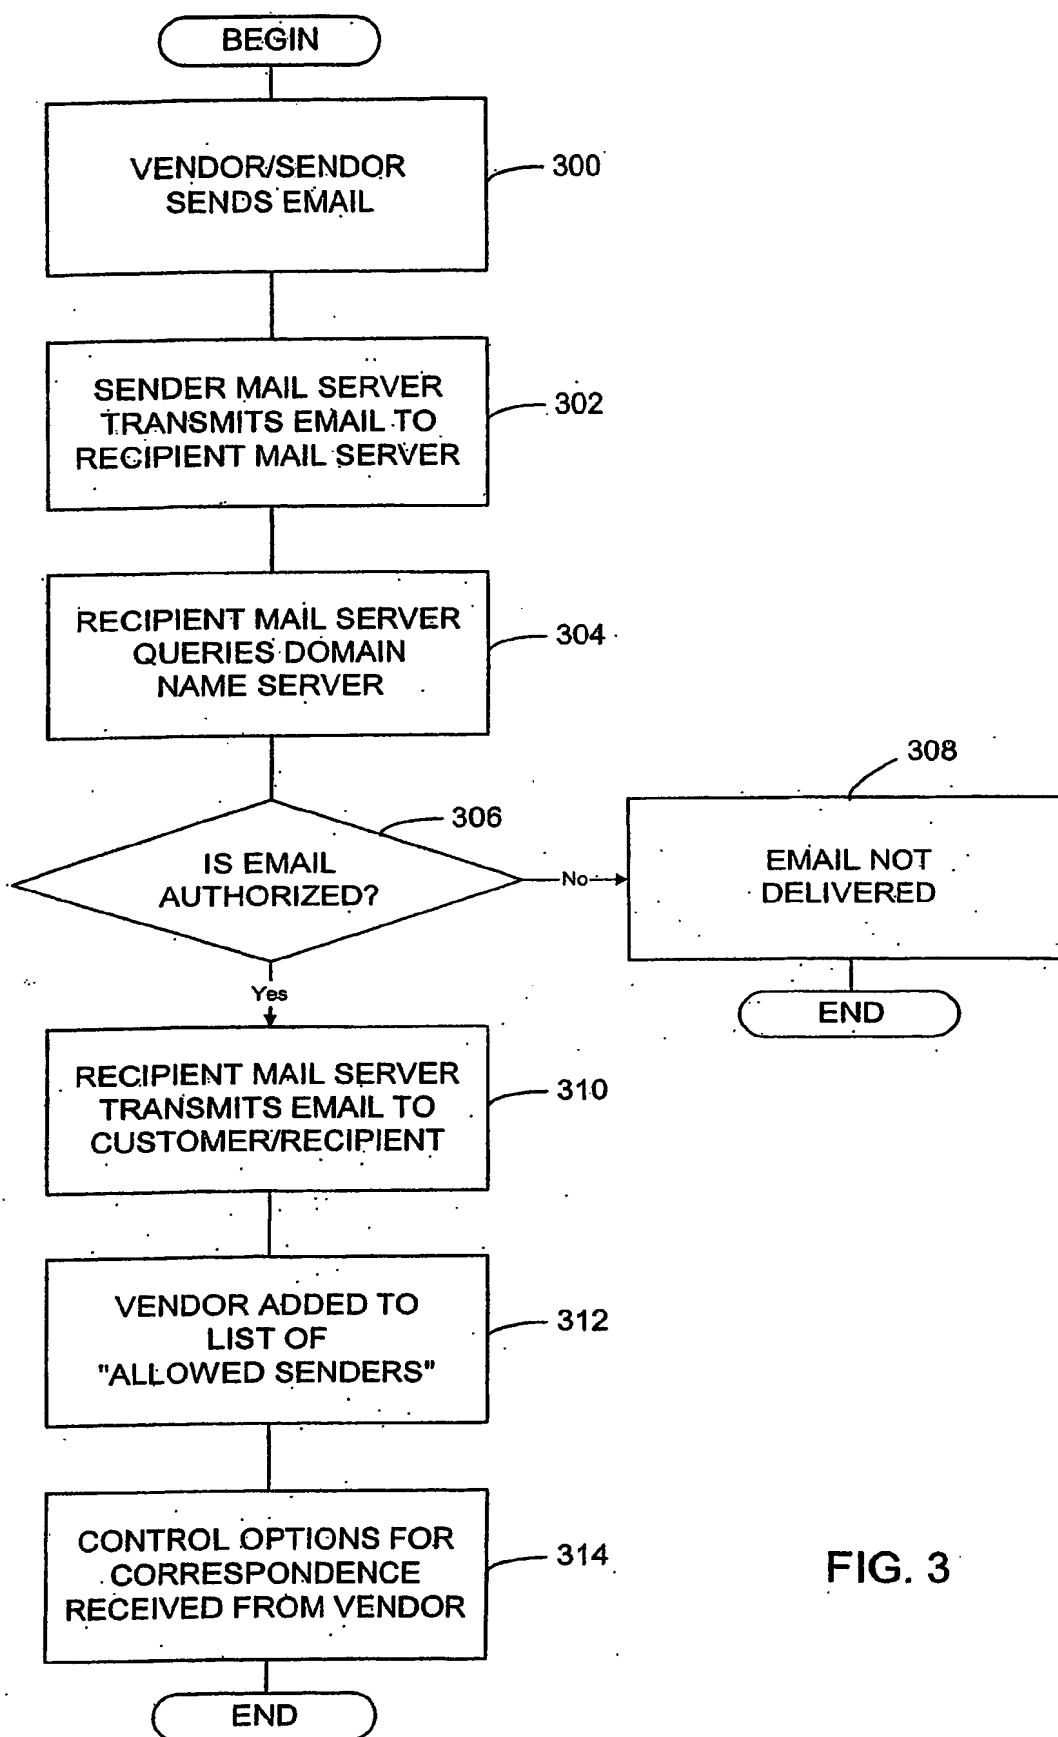 BEGIN
VENDOR/SENDOR
SENDS EMAIL
300
SENDER MAIL SERVER
TRANSMITS EMAIL TO
RECIPIENT MAIL SERVER
302
RECIPIENT MAIL SERVER
QUERIES DOMAIN
NAME SERVER
304
IS EMAIL
AUTHORIZED?
306
No
308
EMAIL NOT
DELIVERED
END
Yes
RECIPIENT MAIL SERVER
TRANSMITS EMAIL TO
CUSTOMER/RECIPIENT
310
VENDOR ADDED TO
LIST OF
"ALLOWED SENDERS"
312
CONTROL OPTIONS FOR
CORRESPONDENCE
RECEIVED FROM VENDOR
314
END
FIG. 3